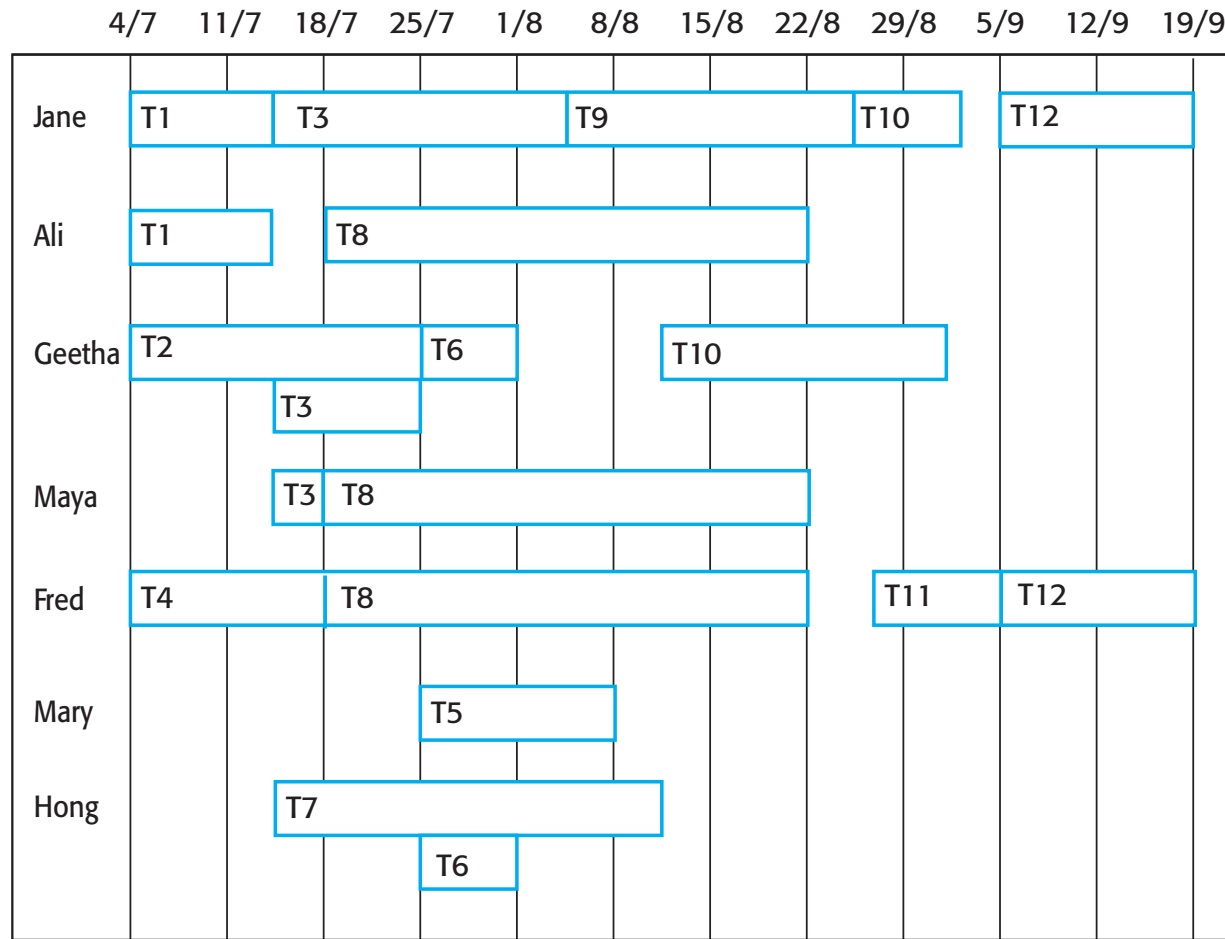 4/7 11/7 18/7 25/7 1/8 8/8 15/8 22/8 29/8 5/9 12/9 19/9
Jane T1 T3 T9 T10 T12
Ali T1 T8
Geetha T2 T6 T10
T3
Maya T3 T8
Fred T4 T8 T11 T12
Mary T5
Hong T7
T6